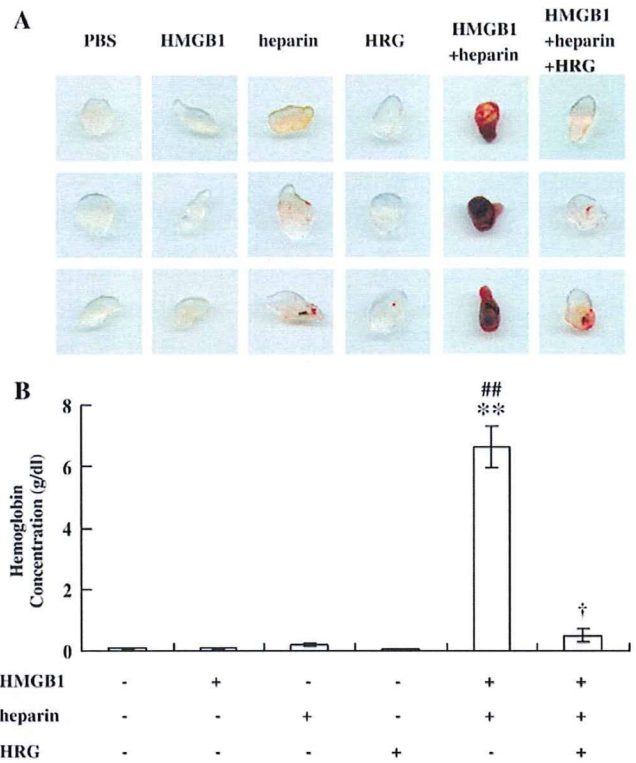 A
PBS HMGB1 heparin HRG HMGB1 +heparin HMGB1 +heparin +HRG
B
Hemoglobin Concentration (g/dl)
8
6
4
2
0
##
**
†
HMGB1 - + - - + +
heparin - - + - + +
HRG - - - + - +